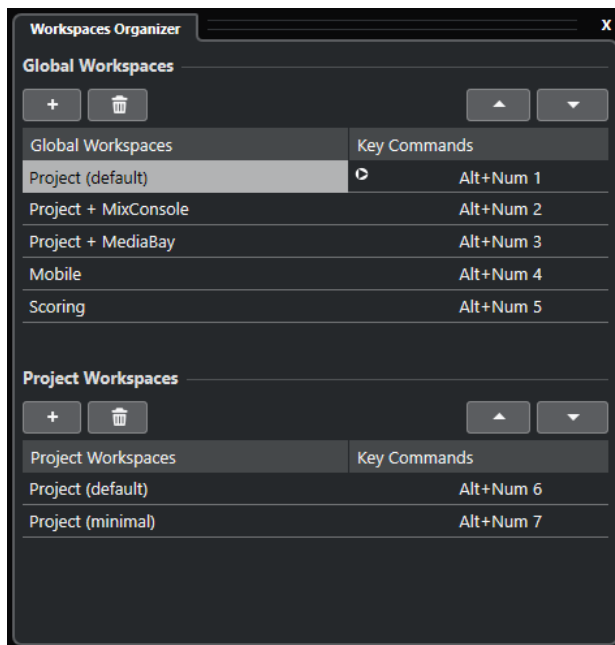 Workspaces Organizer X
Global Workspaces
+
Global Workspaces Key Commands
Project (default) Alt+Num 1
Project + MixConsole Alt+Num 2
Project + MediaBay Alt+Num 3
Mobile Alt+Num 4
Scoring Alt+Num 5
Project Workspaces
+
Project Workspaces Key Commands
Project (default) Alt+Num 6
Project (minimal) Alt+Num 7